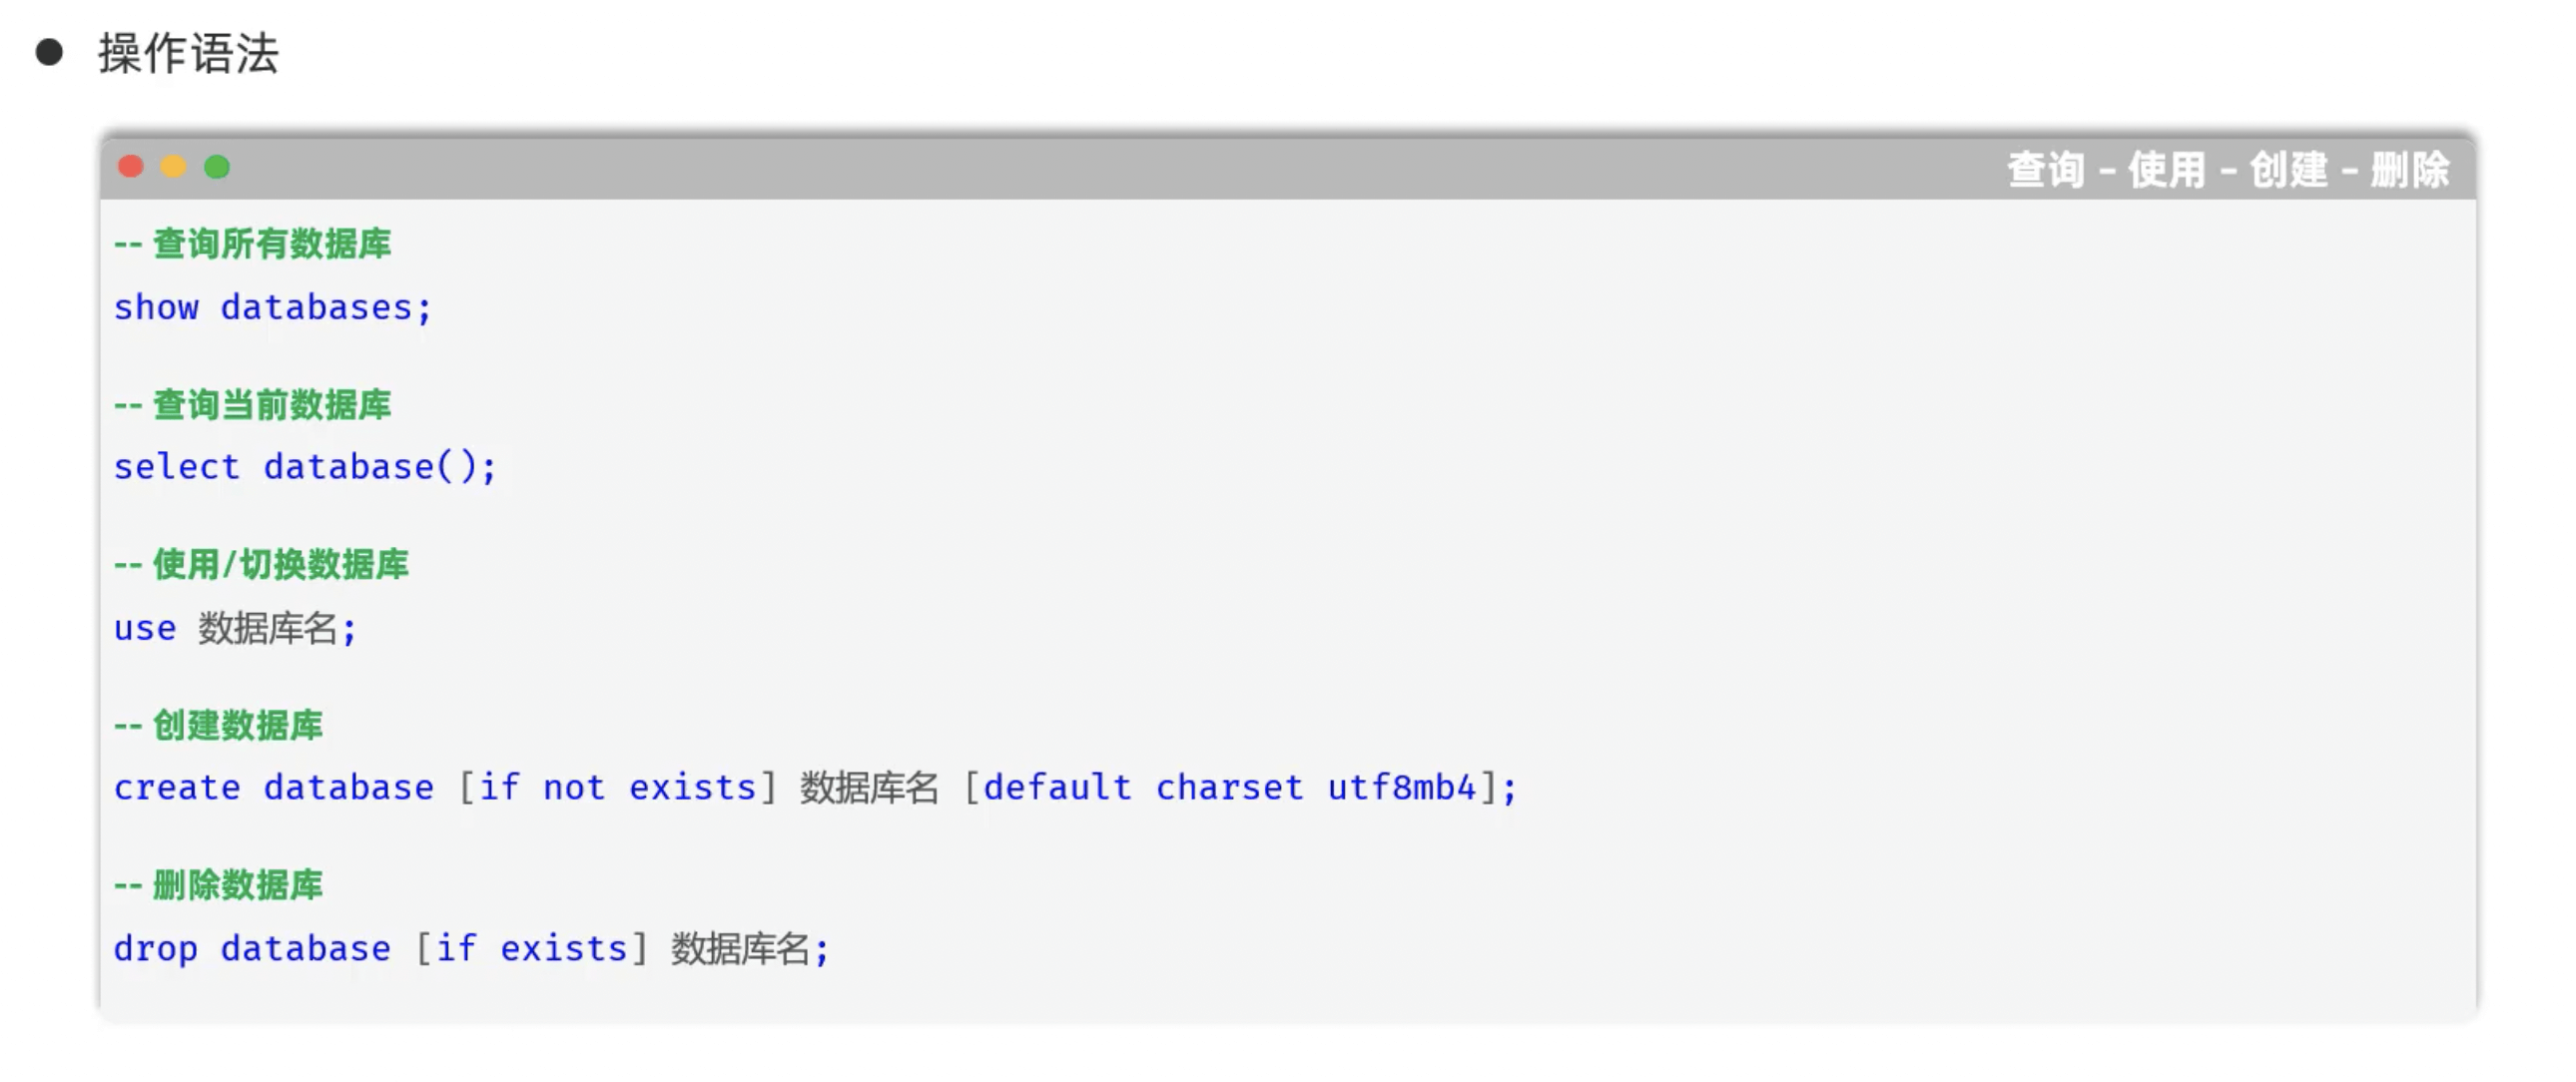 ● 操作语法
查询 - 使用 - 创建 - 删除
-- 查询所有数据库
show databases;
-- 查询当前数据库
select database();
-- 使用/切换数据库
use 数据库名;
-- 创建数据库
create database [if not exists] 数据库名 [default charset utf8mb4];
-- 删除数据库
drop database [if exists] 数据库名;